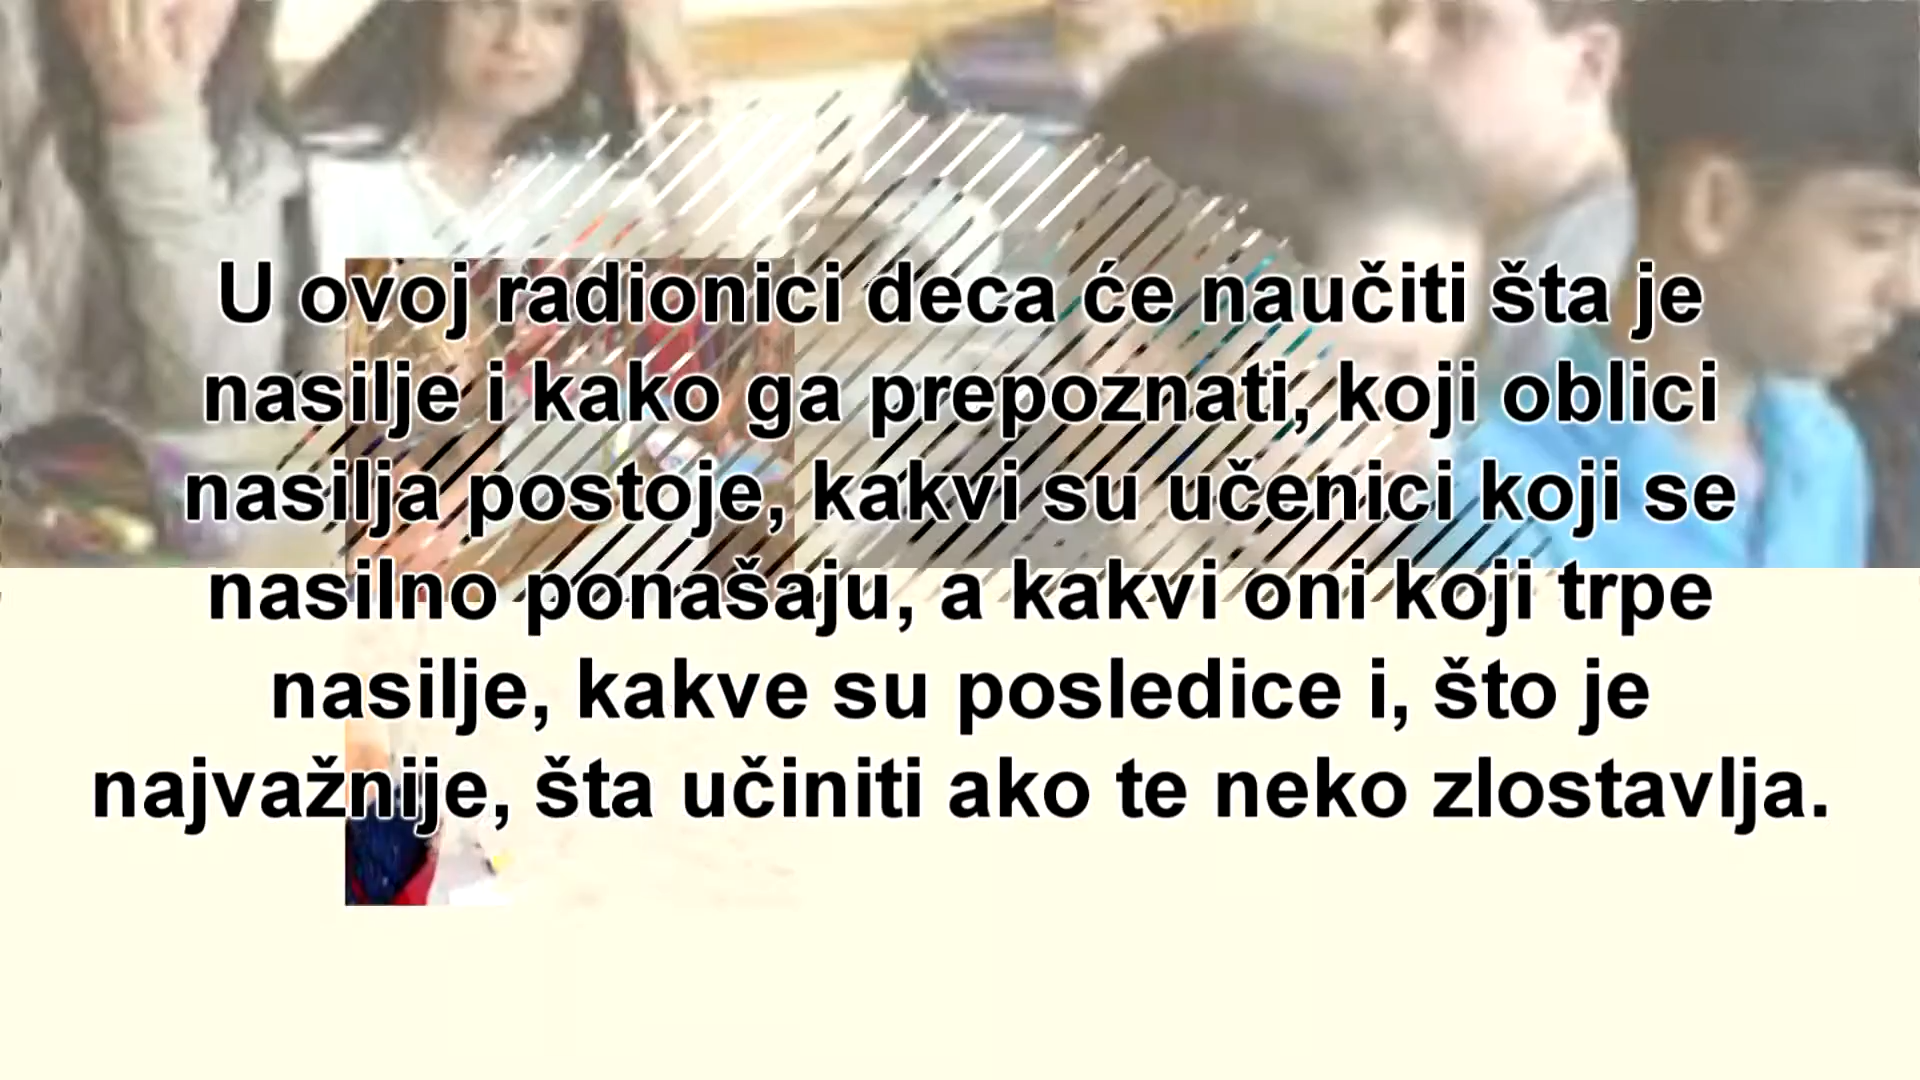 U ovoj radionici deca će naučiti šta je
nasilje i kako ga prepoznati, koji oblici
nasilja postoje, kakvi su učenici koji se
nasilno ponašaju, a kakvi oni koji trpe
nasilje, kakve su posledice i, što je
najvažnije, šta učiniti ako te neko zlostavlja.